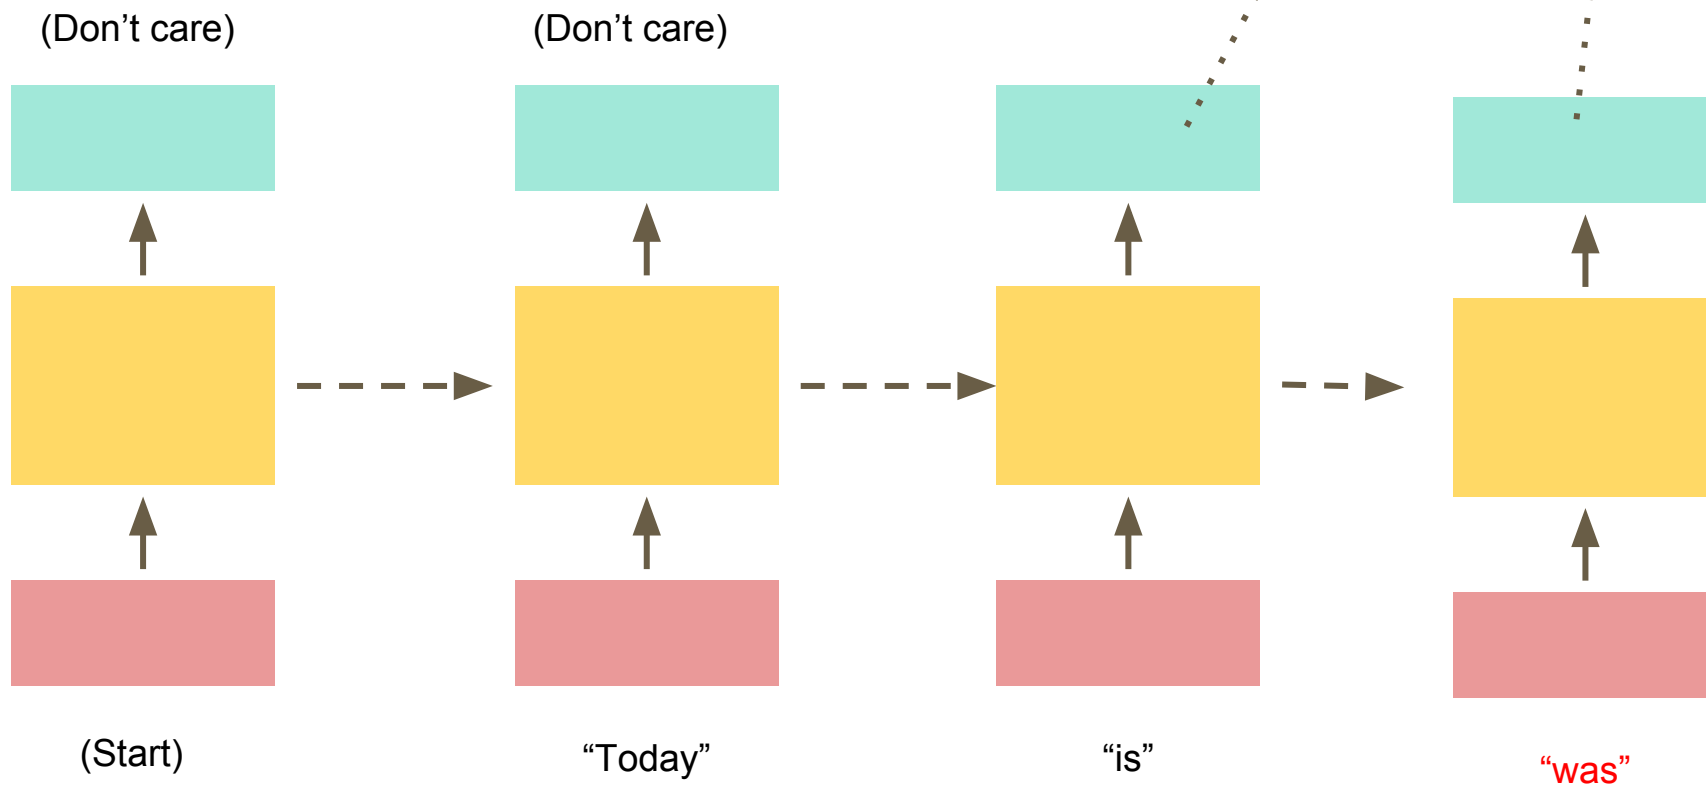 (Don’t care)
(Don’t care)
(Start)
“Today”
“is”
“was”